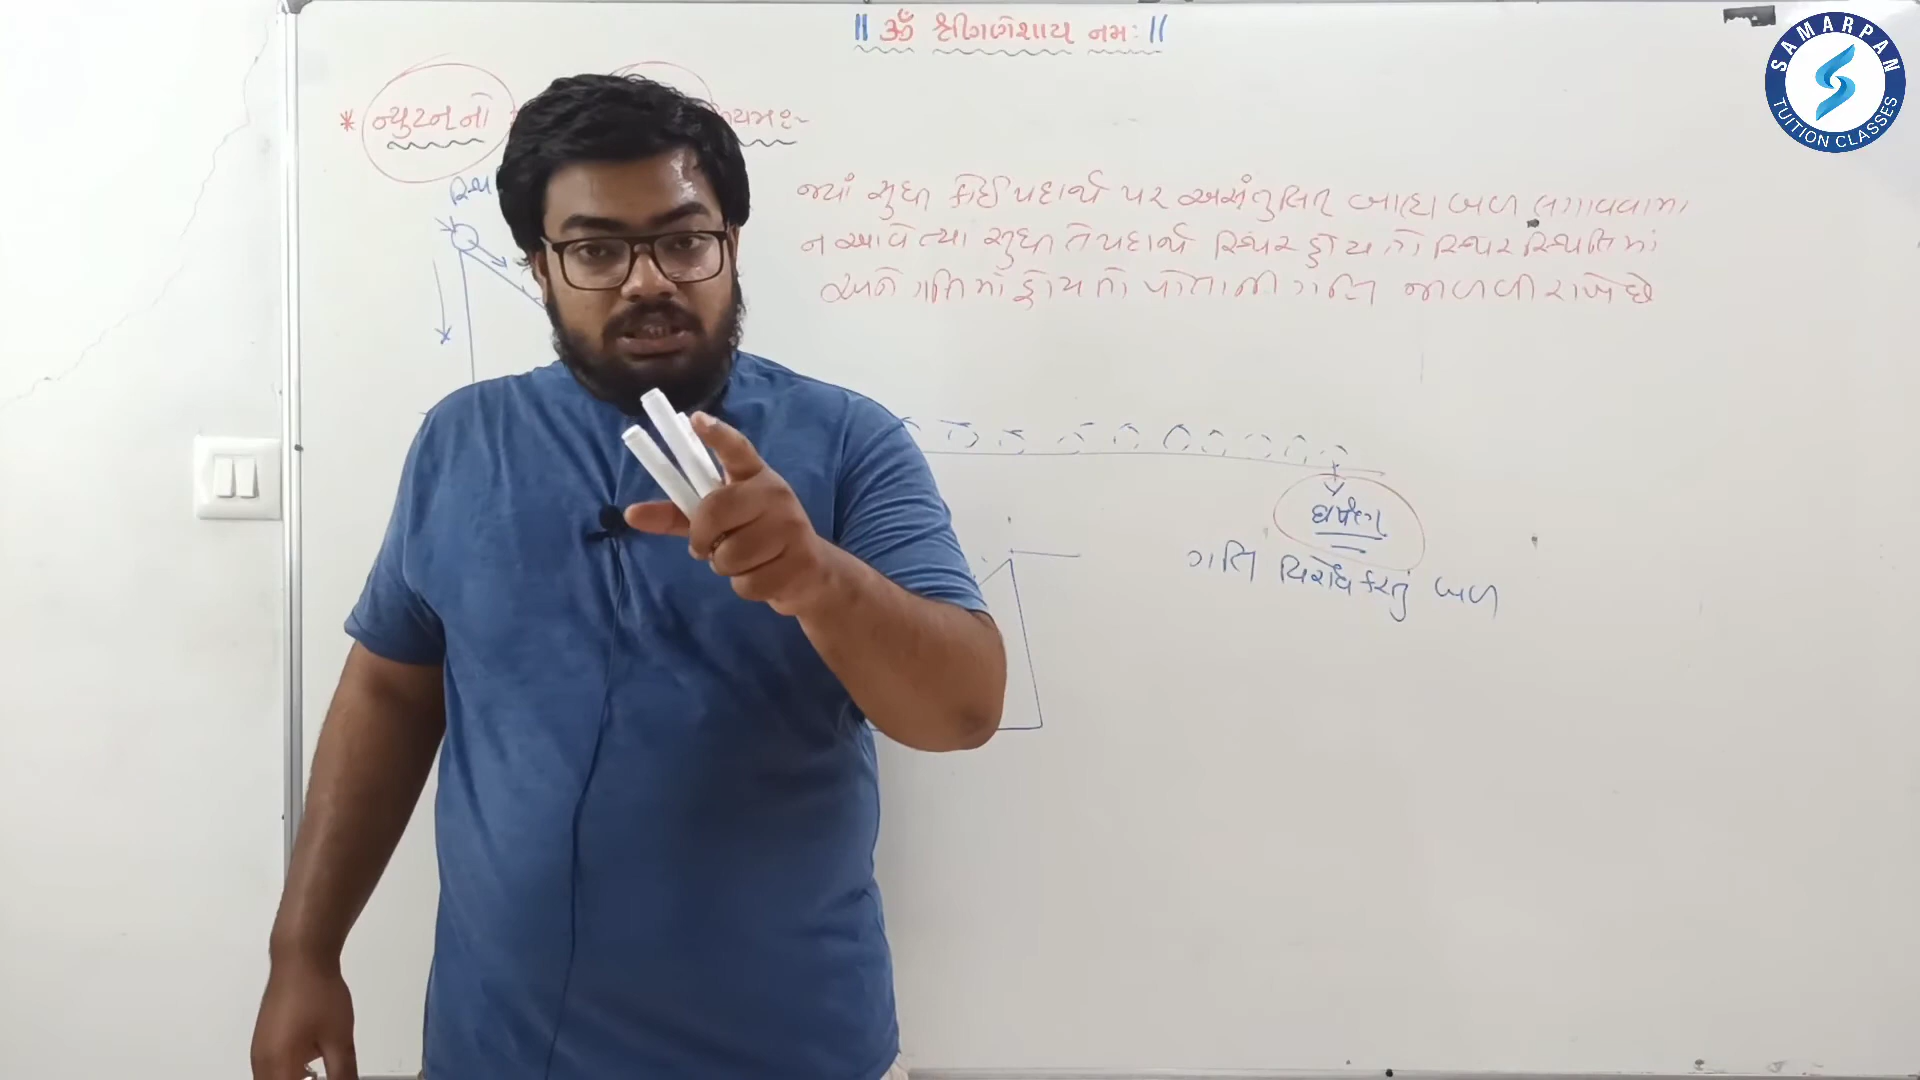 || ૐ શ્રીગણેશાય નમઃ ||
SAMARPAN
TUITION CLASSES
* ન્યુટનનો
યમઃ-
સ્થિ
જ્યાં સુધી કોઈ પદાર્થ પર અસંતુલિત બાહ્ય બળ લગાવવામાં
ન આવે ત્યા સુધી તે પદાર્થ સ્થિર હોય તો સ્થિર સ્થિતિમાં
અને ગતિમાં હોય તો પોતાની ગતિ જાળવી રાખે છે
ઘર્ષણ
ગતિ વિરોધ કરતું બળ